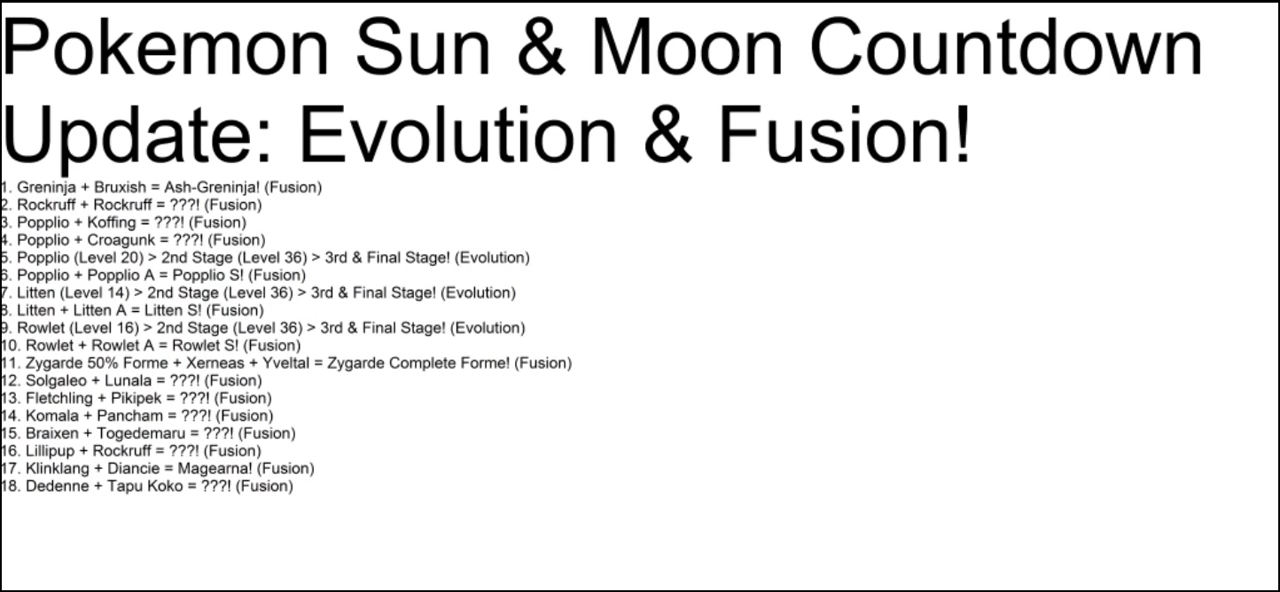 Pokemon Sun & Moon Countdown
Update: Evolution & Fusion!
1. Greninja + Bruxish = Ash-Greninja! (Fusion)
2. Rockruff + Rockruff = ???! (Fusion)
3. Popplio + Koffing = ???! (Fusion)
4. Popplio + Croagunk = ???! (Fusion)
5. Popplio (Level 20) > 2nd Stage (Level 36) > 3rd & Final Stage! (Evolution)
6. Popplio + Popplio A = Popplio S! (Fusion)
7. Litten (Level 14) > 2nd Stage (Level 36) > 3rd & Final Stage! (Evolution)
8. Litten + Litten A = Litten S! (Fusion)
9. Rowlet (Level 16) > 2nd Stage (Level 36) > 3rd & Final Stage! (Evolution)
10. Rowlet + Rowlet A = Rowlet S! (Fusion)
11. Zygarde 50% Forme + Xerneas + Yveltal = Zygarde Complete Forme! (Fusion)
12. Solgaleo + Lunala = ???! (Fusion)
13. Fletchling + Pikipek = ???! (Fusion)
14. Komala + Pancham = ???! (Fusion)
15. Braixen + Togedemaru = ???! (Fusion)
16. Lillipup + Rockruff = ???! (Fusion)
17. Klinklang + Diancie = Magearna! (Fusion)
18. Dedenne + Tapu Koko = ???! (Fusion)